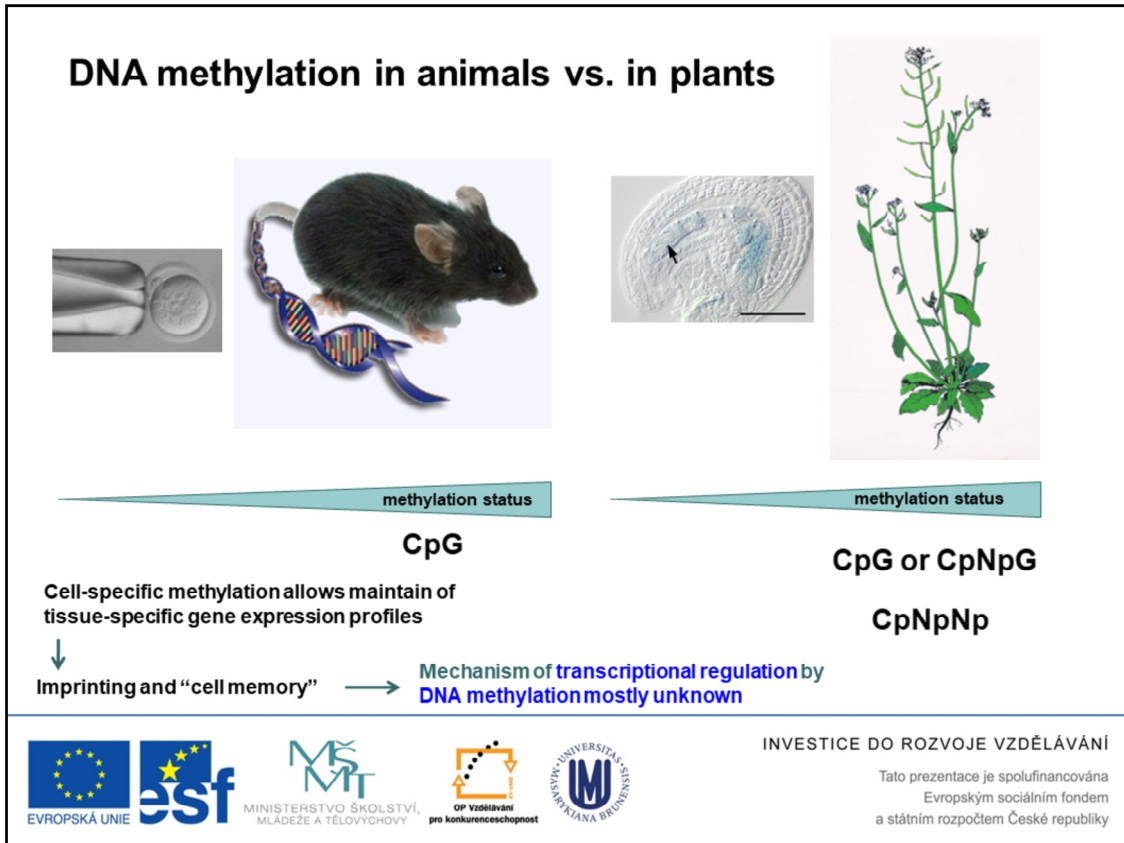 DNA methylation in animals vs. in plants
methylation status
CpG
Cell-specific methylation allows maintain of
tissue-specific gene expression profiles
Imprinting and “cell memory”
Mechanism of transcriptional regulation by
DNA methylation mostly unknown
methylation status
CpG or CpNpG
CpNpNp
EVROPSKÁ UNIE
esf
MŠMT
MINISTERSTVO ŠKOLSTVÍ,
MLÁDEŽE A TĚLOVÝCHOVY
OP Vzdělávání
pro konkurenceschopnost
UNIVERSITAS
MASARYKIANA BRUNENSIS
INVESTICE DO ROZVOJE VZDĚLÁVÁNÍ
Tato prezentace je spolufinancována
Evropským sociálním fondem
a státním rozpočtem České republiky